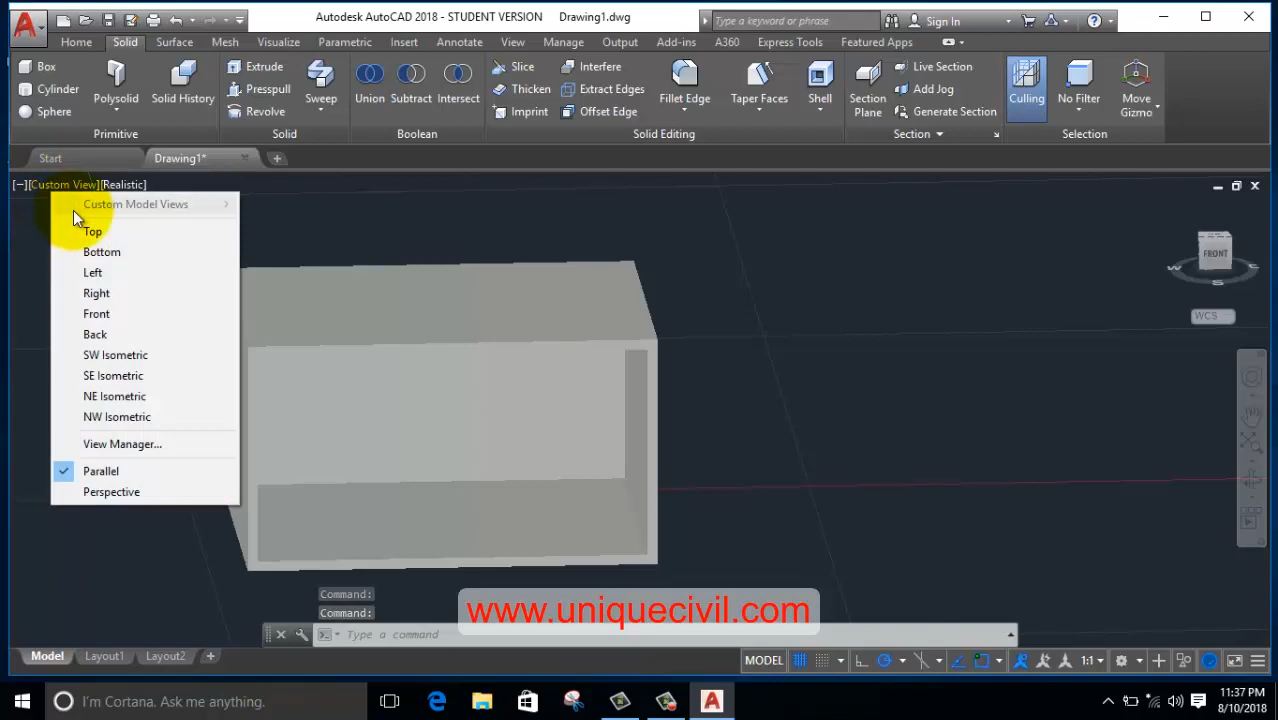 Autodesk AutoCAD 2018 - STUDENT VERSION Drawing1.dwg
Type a keyword or phrase
Sign In
Home Solid Surface Mesh Visualize Parametric Insert Annotate View Manage Output Add-ins A360 Express Tools Featured Apps
Box
Cylinder
Sphere
Polysolid
Solid History
Primitive
Extrude
Presspull
Revolve
Sweep
Solid
Union
Subtract
Intersect
Boolean
Slice
Thicken
Imprint
Interfere
Extract Edges
Offset Edge
Fillet Edge
Taper Faces
Shell
Solid Editing
Section
Plane
Live Section
Add Jog
Generate Section
Section
Culling
No Filter
Move
Gizmo
Selection
Start
Drawing1*
[−][Custom View][Realistic]
Custom Model Views
Top
Bottom
Left
Right
Front
Back
SW Isometric
SE Isometric
NE Isometric
NW Isometric
View Manager...
Parallel
Perspective
FRONT
W
S
WCS
Command:
Command:
www.uniquecivil.com
Type a command
Model Layout1 Layout2
MODEL
1:1
I'm Cortana. Ask me anything.
11:37 PM
8/10/2018